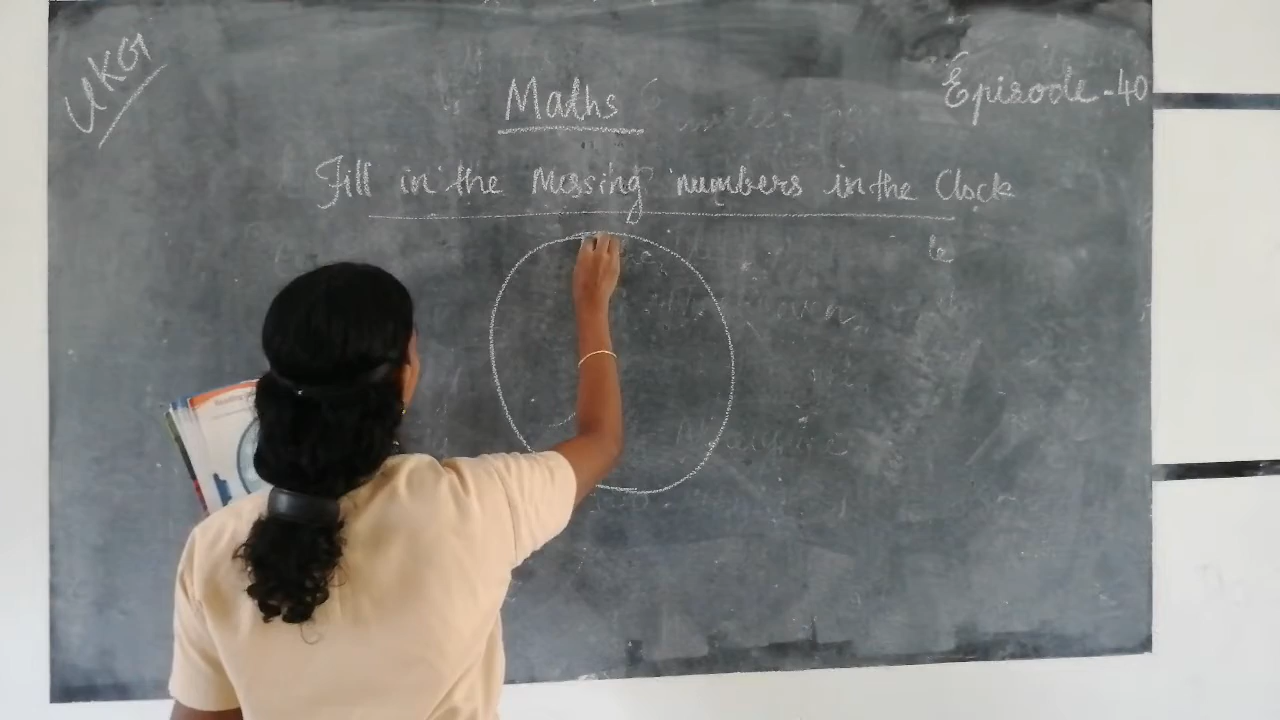 UKG
Maths
Episode - 40
Fill in the Missing numbers in the Clock